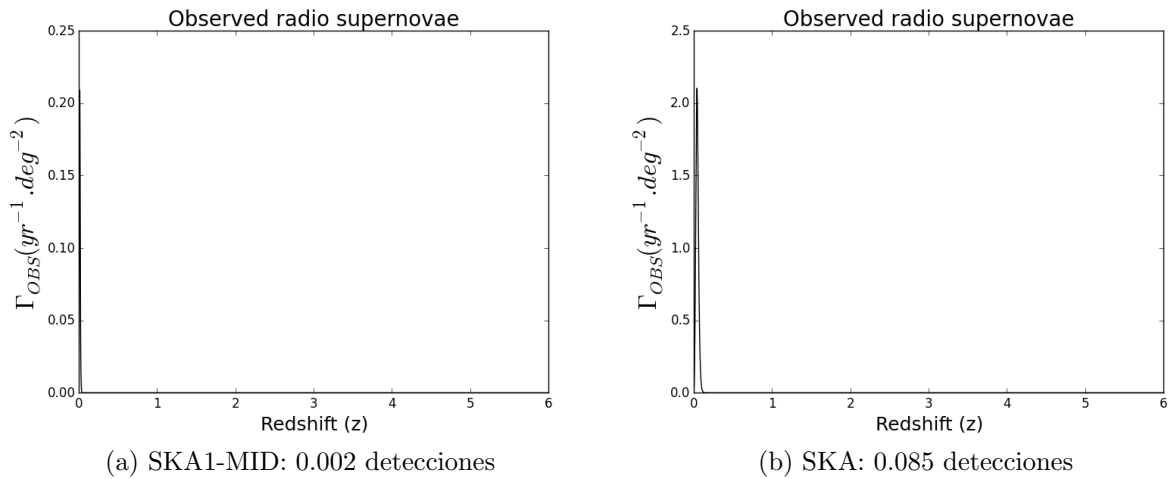 Observed radio supernovae
0.25
0.20
0.15
0.10
0.05
0.00
Γ_OBS(yr⁻¹.deg⁻²)
0 1 2 3 4 5 6
Redshift (z)
(a) SKA1-MID: 0.002 detecciones
Observed radio supernovae
2.5
2.0
1.5
1.0
0.5
0.0
Γ_OBS(yr⁻¹.deg⁻²)
0 1 2 3 4 5 6
Redshift (z)
(b) SKA: 0.085 detecciones